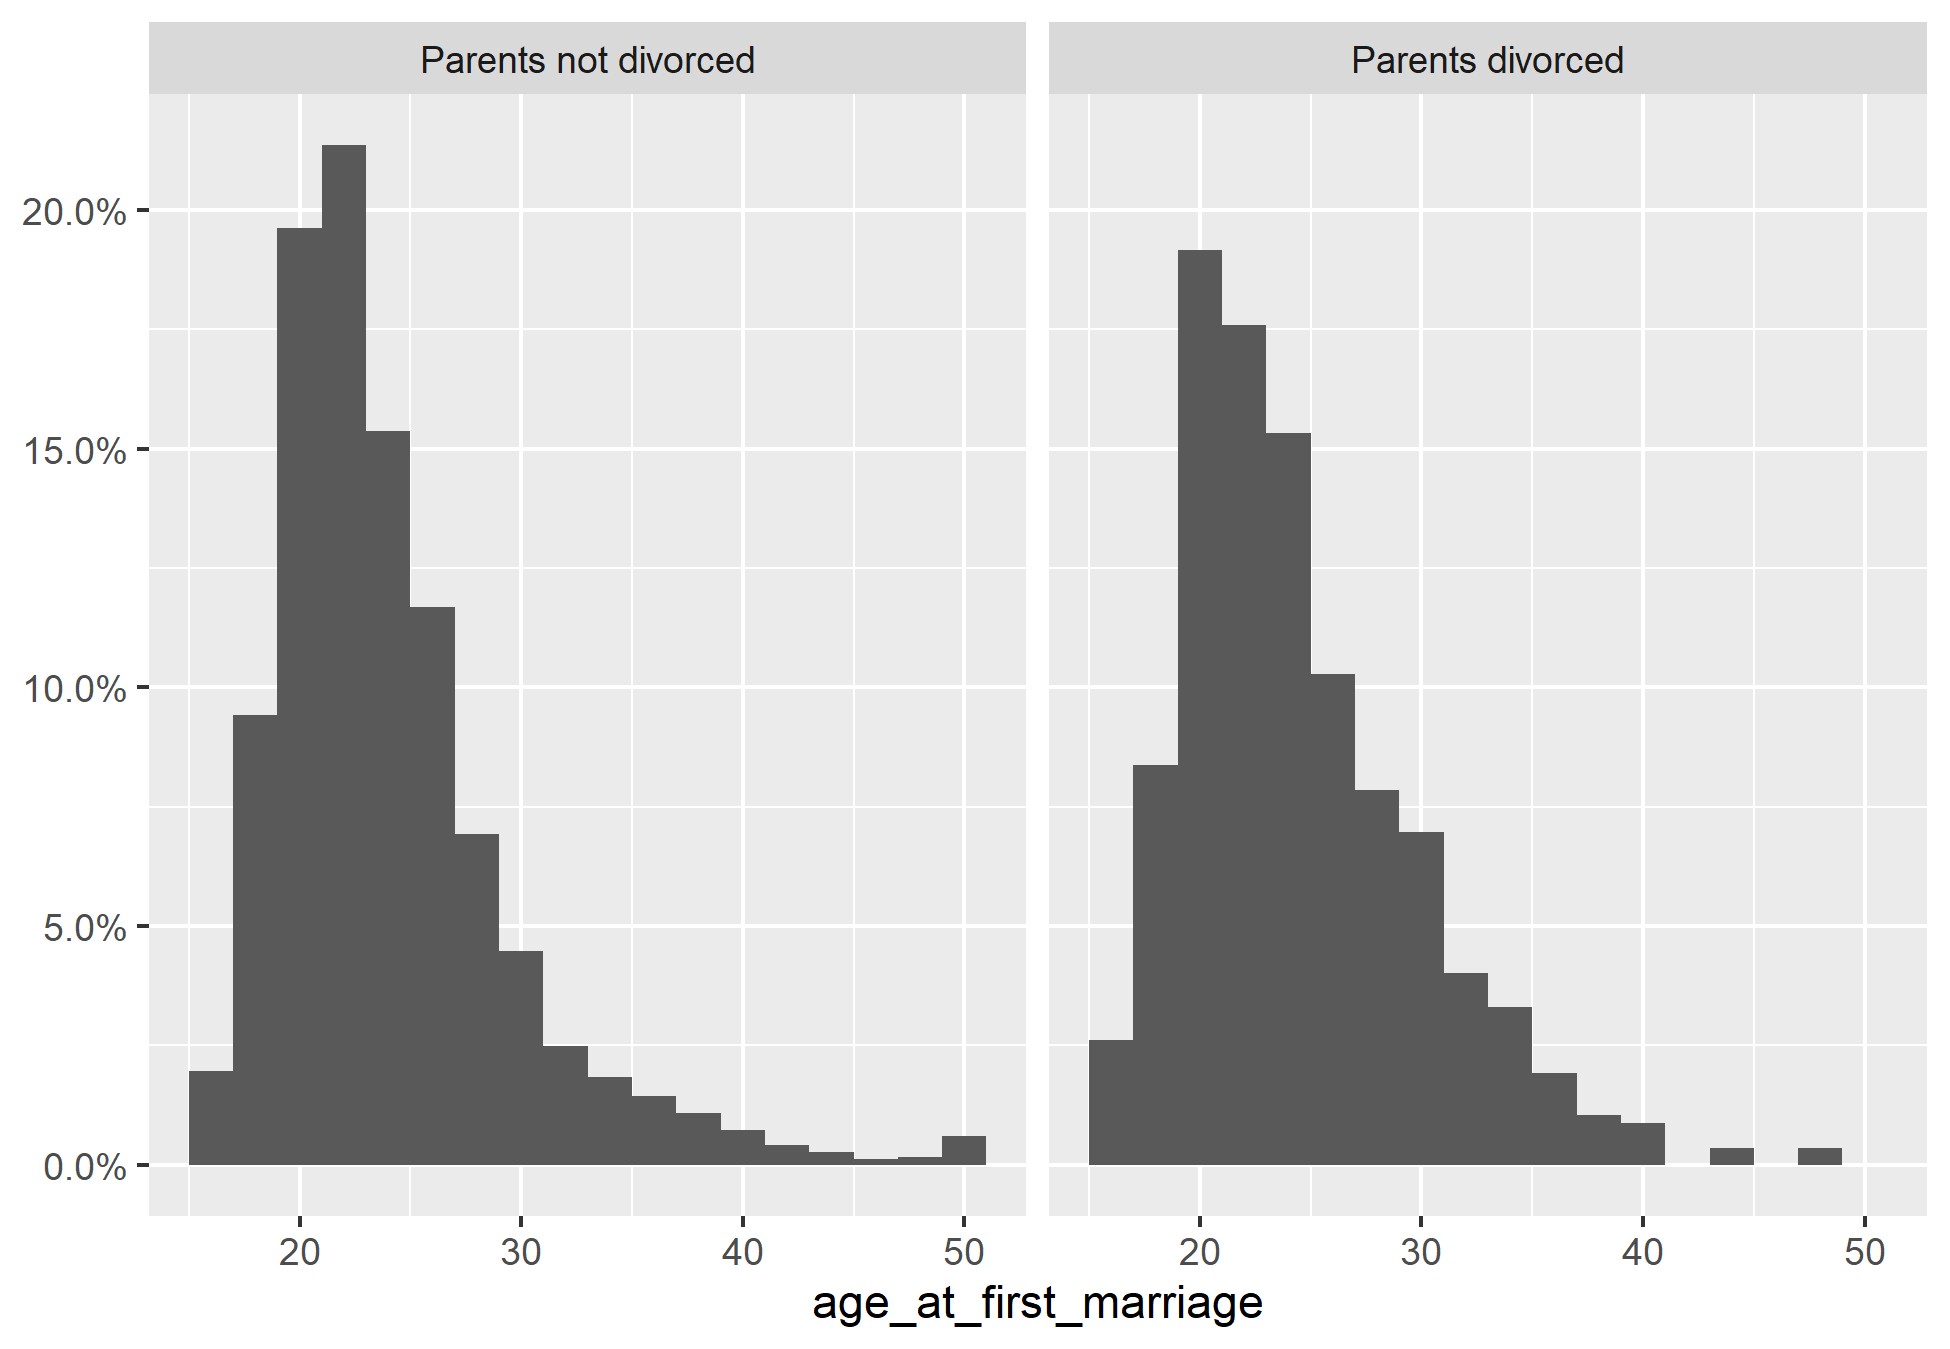 Parents not divorced
Parents divorced
20.0%
15.0%
10.0%
5.0%
0.0%
20 30 40 50
20 30 40 50
age_at_first_marriage